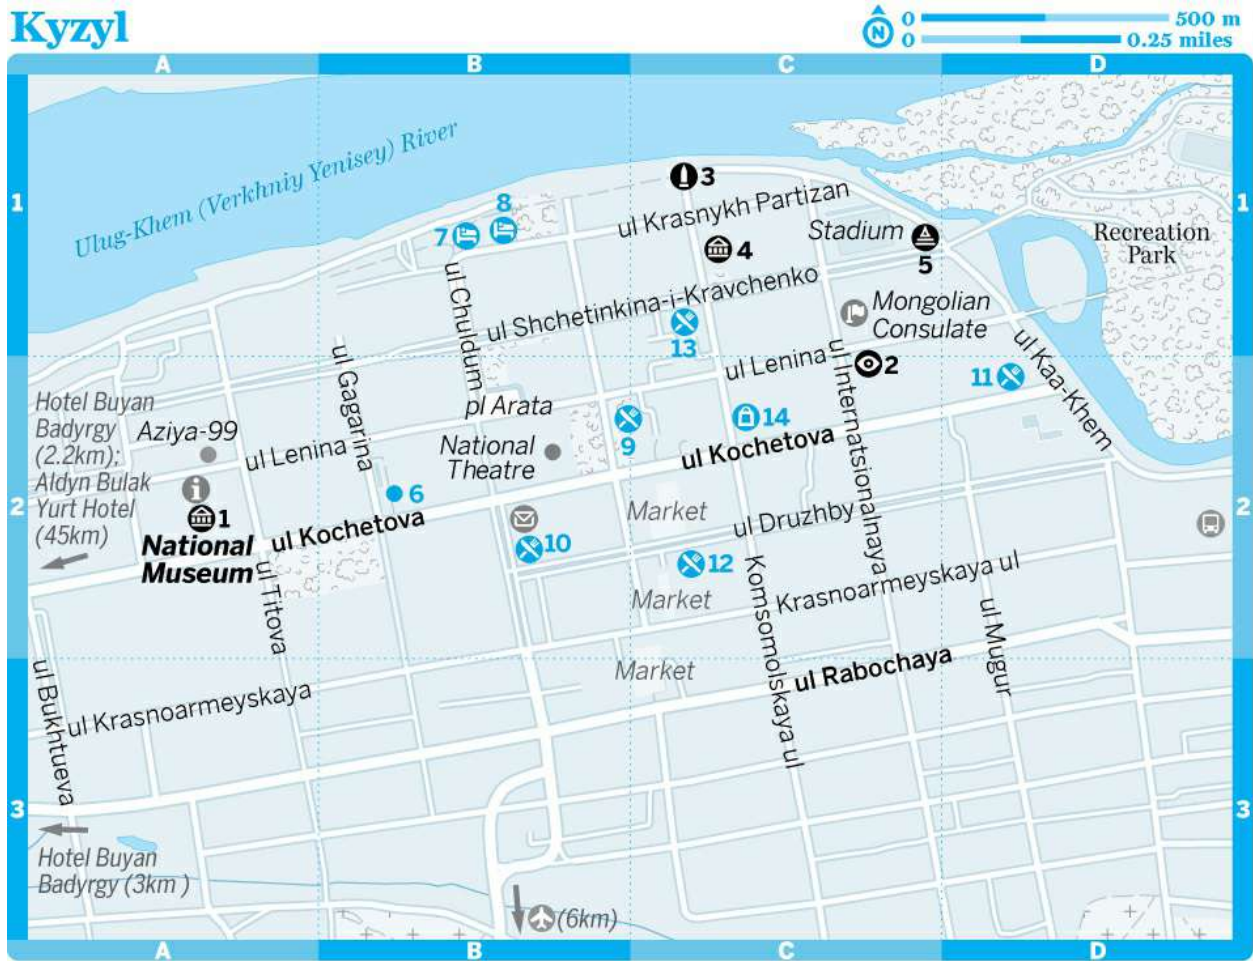 Kyzyl
N
0 500 m
0 0.25 miles
A B C D
1 1
Ulug-Khem (Verkhniy Yenisey) River
3
8
7
ul Krasnykh Partizan
4
Stadium
5
Recreation
Park
ul Chuldum
ul Shchetinkina-i-Kravchenko
Mongolian
Consulate
13
ul Gagarina
ul Lenina
ul Internatsionalnaya
2
11
ul Kaa-Khem
Hotel Buyan
Badyrgy
(2.2km);
Aldyn Bulak
Yurt Hotel
(45km)
Aziya-99
pl Arata
ul Lenina
National
Theatre
9
14
ul Kochetova
2 2
i
6
1
National
Museum
ul Kochetova
10
Market
ul Druzhby
12
ul Titova
Market
Komsomolskaya ul
Krasnoarmeyskaya ul
ul Mugur
ul Bukhtueva
Market
ul Rabochaya
ul Krasnoarmeyskaya
3 3
Hotel Buyan
Badyrgy (3km )
(6km)
A B C D